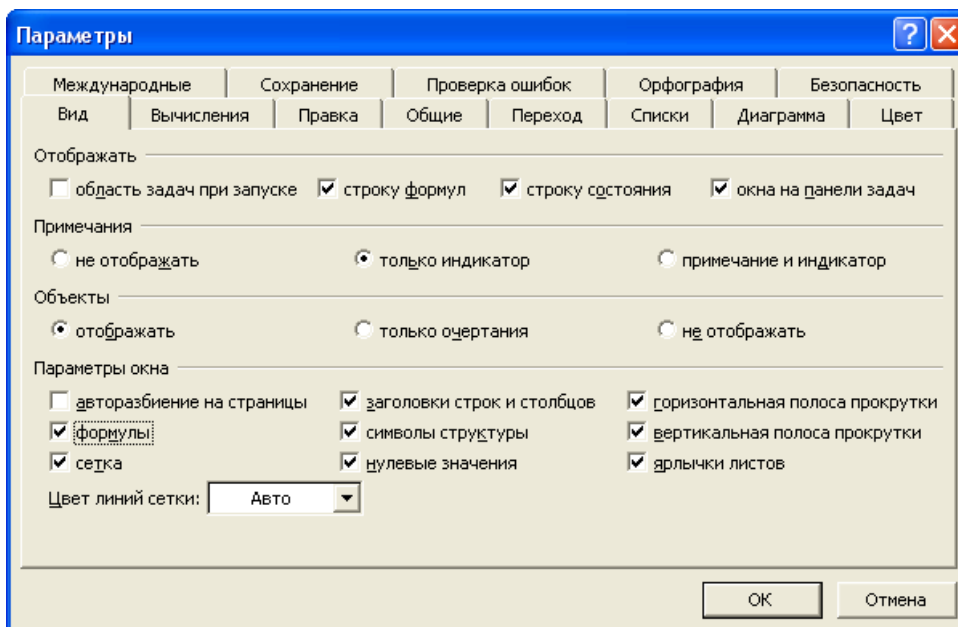 Параметры
Международные Сохранение Проверка ошибок Орфография Безопасность
Вид Вычисления Правка Общие Переход Списки Диаграмма Цвет
Отображать
область задач при запуске строку формул строку состояния окна на панели задач
Примечания
не отображать только индикатор примечание и индикатор
Объекты
отображать только очертания не отображать
Параметры окна
авторазбиение на страницы заголовки строк и столбцов горизонтальная полоса прокрутки
формулы символы структуры вертикальная полоса прокрутки
сетка нулевые значения ярлычки листов
Цвет линий сетки: Авто
ОК Отмена